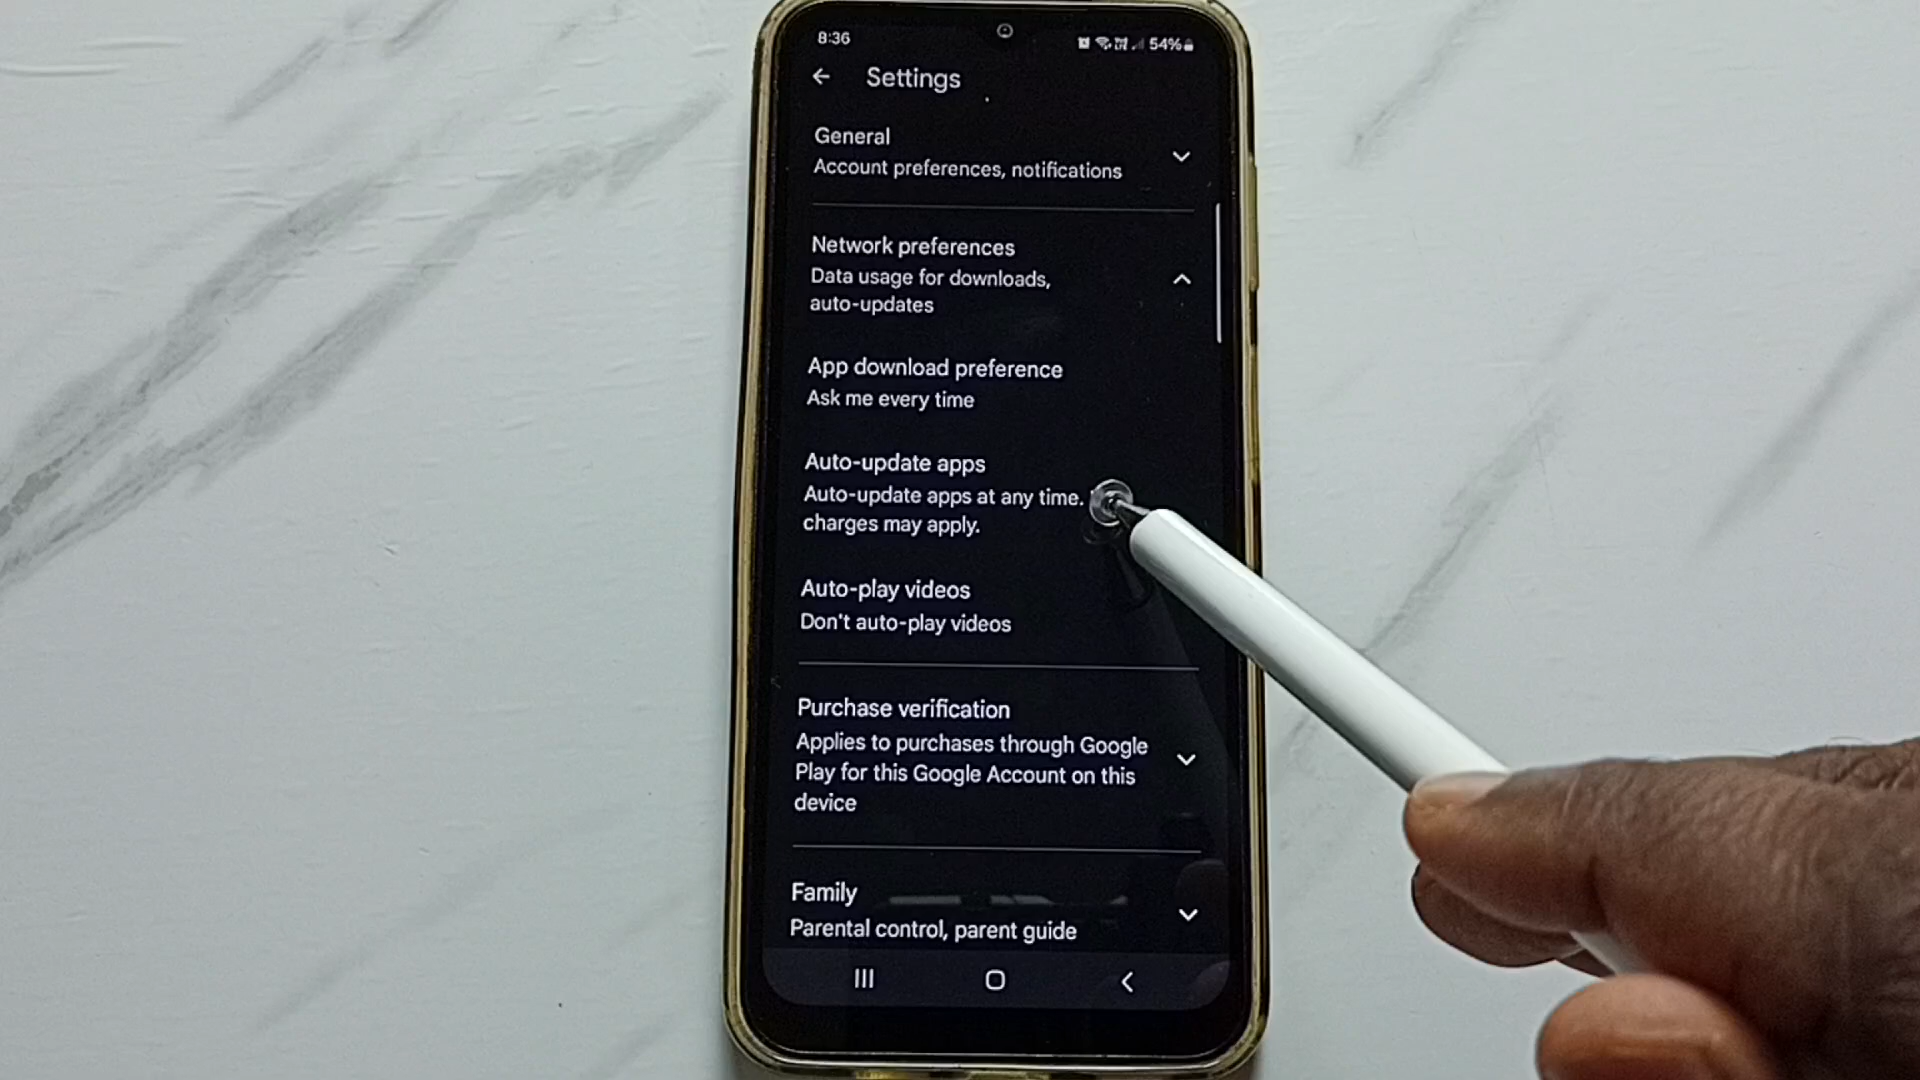 8:36
54%
Settings
General
Account preferences, notifications
Network preferences
Data usage for downloads,
auto-updates
App download preference
Ask me every time
Auto-update apps
Auto-update apps at any time.
charges may apply.
Auto-play videos
Don't auto-play videos
Purchase verification
Applies to purchases through Google
Play for this Google Account on this
device
Family
Parental control, parent guide